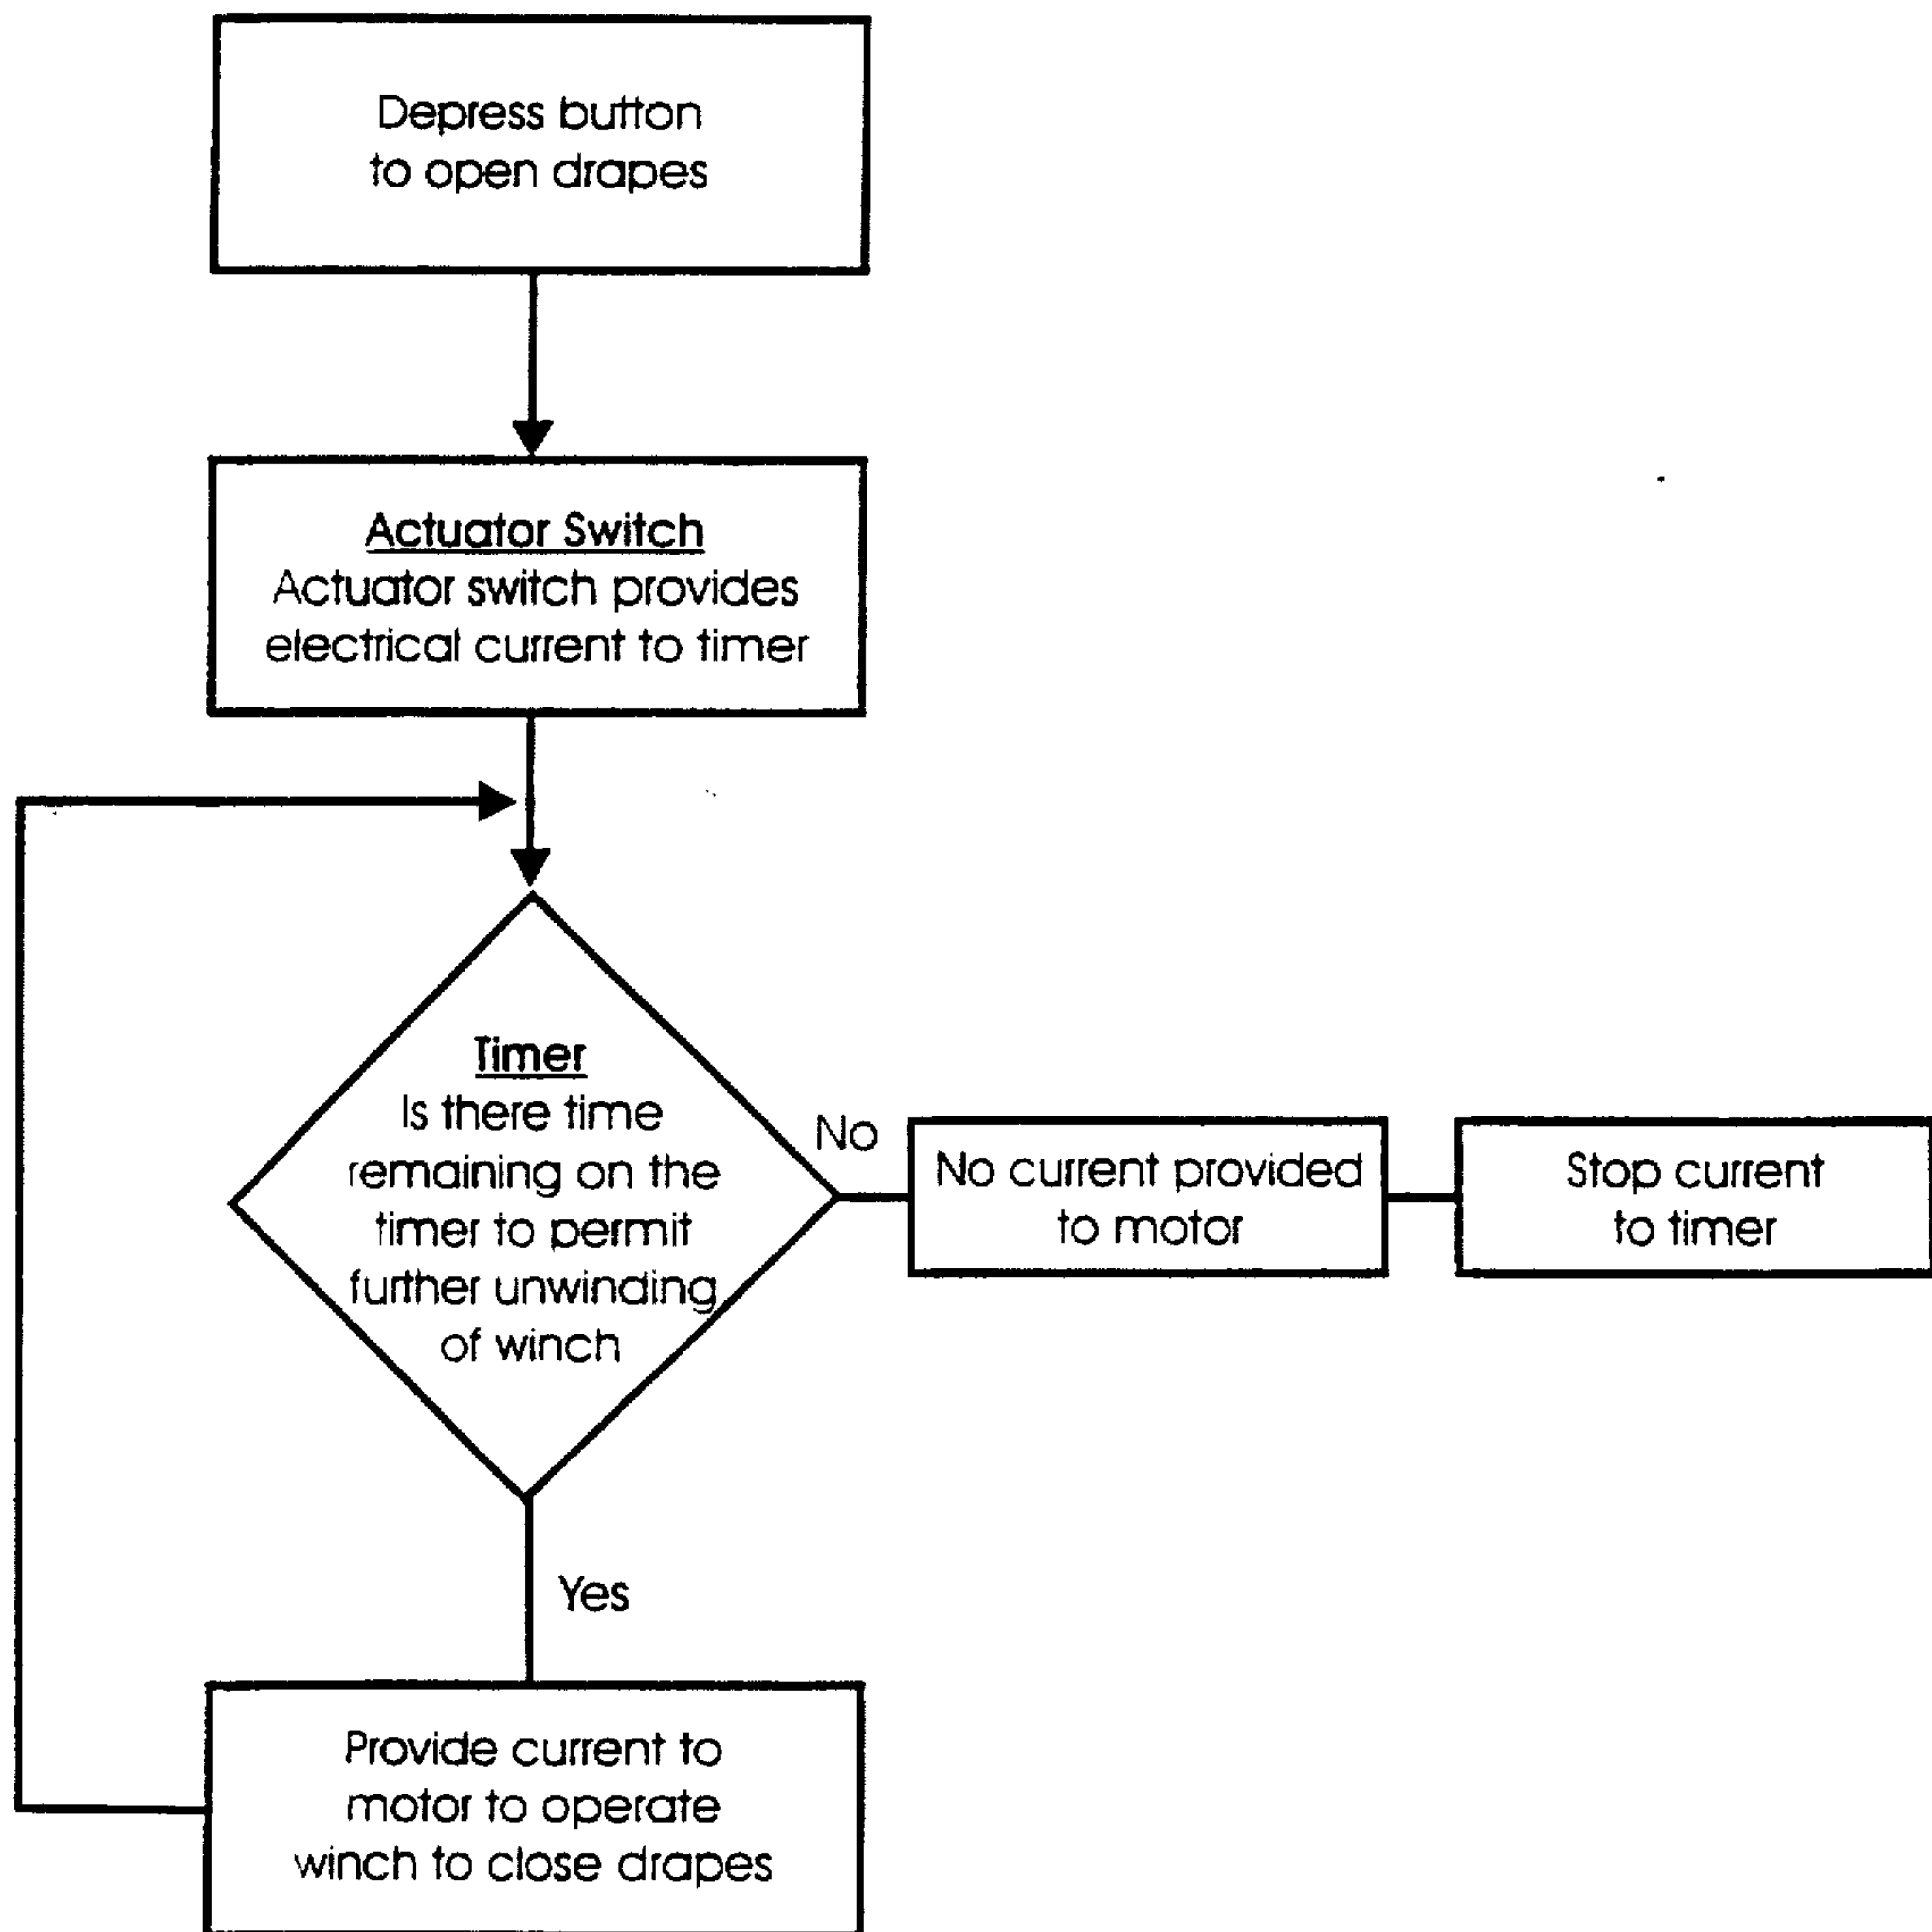 Depress button
to open drapes
Actuator Switch
Actuator switch provides
electrical current to timer
Timer
Is there time
remaining on the
timer to permit
further unwinding
of winch
No
No current provided
to motor
Stop current
to timer
Yes
Provide current to
motor to operate
winch to close drapes